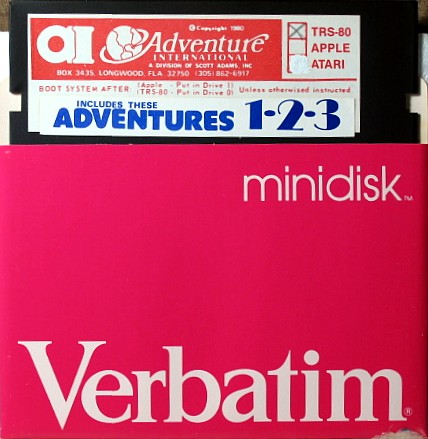 ai Adventure
© Copyright 1980
INTERNATIONAL
A DIVISION OF SCOTT ADAMS, INC
BOX 3435, LONGWOOD, FLA. 32750 (305) 862-6917
TRS-80
APPLE
ATARI
BOOT SYSTEM AFTER (Apple - Put in Drive 1) Unless otherwised instructed
(TRS-80 - Put in Drive 0)
INCLUDES THESE
ADVENTURES 1-2-3
minidisk™
Verbatim®